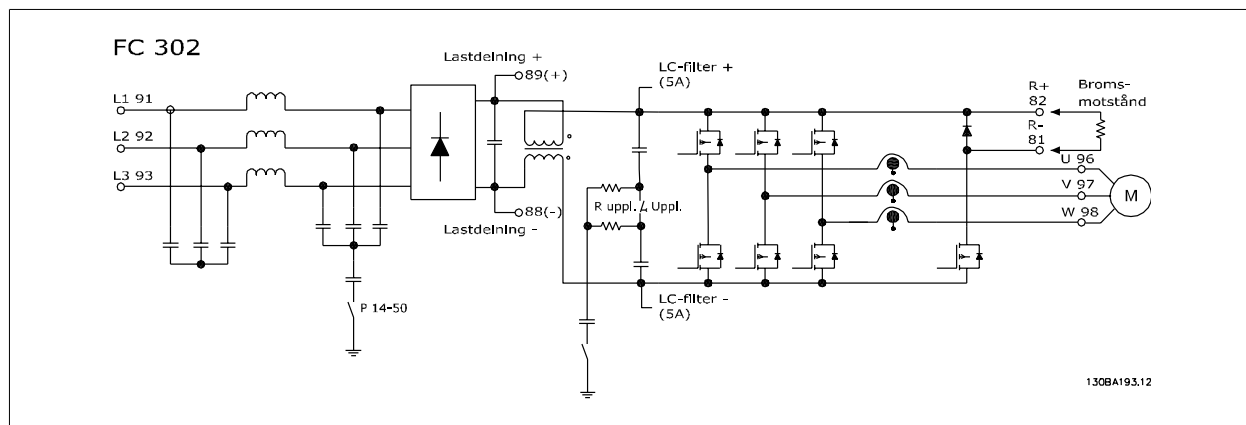 FC 302
Lastdelning +
89(+)
LC-filter +
(5A)
R+
82
Broms-
motstånd
L1 91
L2 92
L3 93
R-
81
U 96
V 97
W 98
M
R uppl.
Uppl.
88(-)
Lastdelning -
LC-filter -
(5A)
P 14-50
130BA193.12